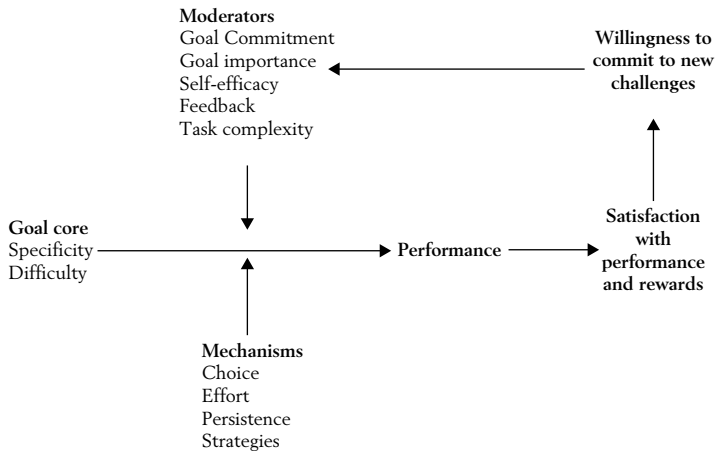 Moderators
Goal Commitment
Goal importance
Self-efficacy
Feedback
Task complexity
Willingness to
commit to new
challenges
Goal core
Specificity
Difficulty
Performance
Satisfaction
with
performance
and rewards
Mechanisms
Choice
Effort
Persistence
Strategies